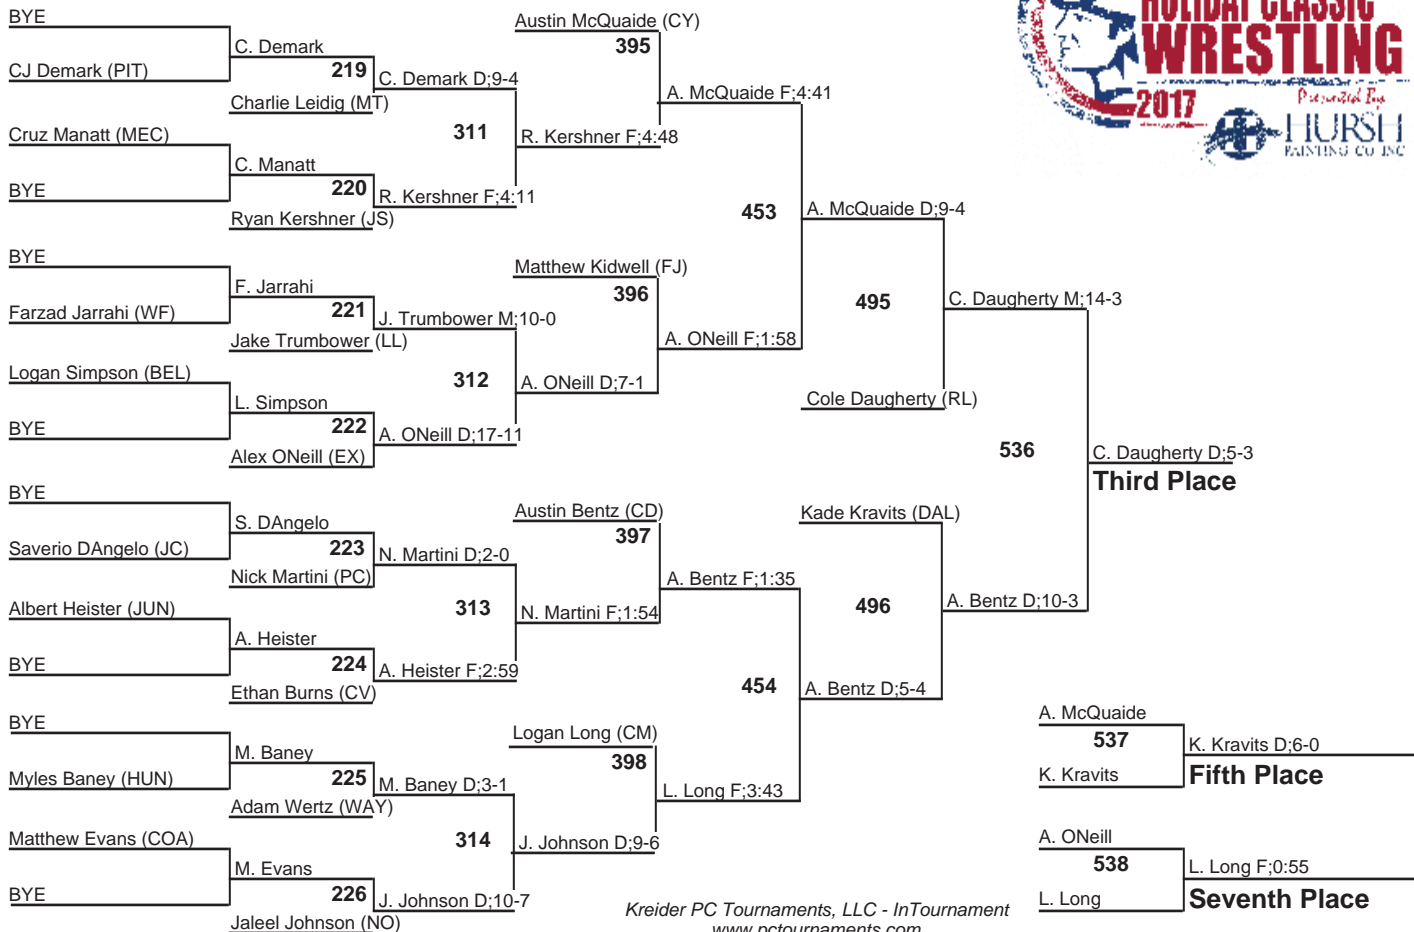 HOLIDAY CLASSIC
WRESTLING
2017
Presented By
HURSH
PAINTING CO INC
BYE
CJ Demark (PIT)
Cruz Manatt (MEC)
BYE
BYE
Farzad Jarrahi (WF)
Logan Simpson (BEL)
BYE
BYE
Saverio DAngelo (JC)
Albert Heister (JUN)
BYE
BYE
Myles Baney (HUN)
Matthew Evans (COA)
BYE
C. Demark
219
Charlie Leidig (MT)
C. Manatt
220
Ryan Kershner (JS)
F. Jarrahi
221
Jake Trumbower (LL)
L. Simpson
222
Alex ONeill (EX)
S. DAngelo
223
Nick Martini (PC)
A. Heister
224
Ethan Burns (CV)
M. Baney
225
Adam Wertz (WAY)
M. Evans
226
Jaleel Johnson (NO)
C. Demark D;9-4
311
R. Kershner F;4:11
J. Trumbower M;10-0
312
A. ONeill D;17-11
N. Martini D;2-0
313
A. Heister F;2:59
M. Baney D;3-1
314
J. Johnson D;10-7
Austin McQuaide (CY)
395
R. Kershner F;4:48
Matthew Kidwell (FJ)
396
A. ONeill D;7-1
Austin Bentz (CD)
397
N. Martini F;1:54
Logan Long (CM)
398
J. Johnson D;9-6
A. McQuaide F;4:41
453
A. ONeill F;1:58
A. Bentz F;1:35
454
L. Long F;3:43
A. McQuaide D;9-4
495
Cole Daugherty (RL)
Kade Kravits (DAL)
496
A. Bentz D;5-4
C. Daugherty M;14-3
536
A. Bentz D;10-3
C. Daugherty D;5-3
Third Place
A. McQuaide
537
K. Kravits
K. Kravits D;6-0
Fifth Place
A. ONeill
538
L. Long
L. Long F;0:55
Seventh Place
Kreider PC Tournaments, LLC - InTournament
www.pctournaments.com